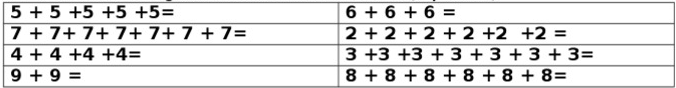 5 + 5 +5 +5 +5=
6 + 6 + 6 =
7 + 7+ 7+ 7+ 7+ 7 + 7=
2 + 2 + 2 + 2 +2 +2 =
4 + 4 +4 +4=
3 +3 +3 + 3 + 3 + 3 + 3=
9 + 9 =
8 + 8 + 8 + 8 + 8 + 8=